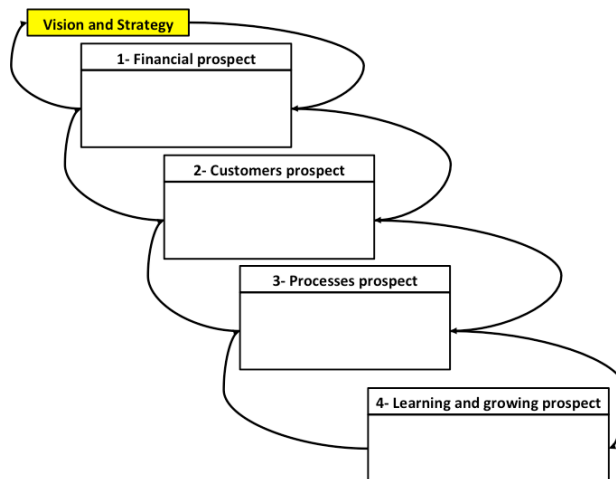 Vision and Strategy
1- Financial prospect
2- Customers prospect
3- Processes prospect
4- Learning and growing prospect